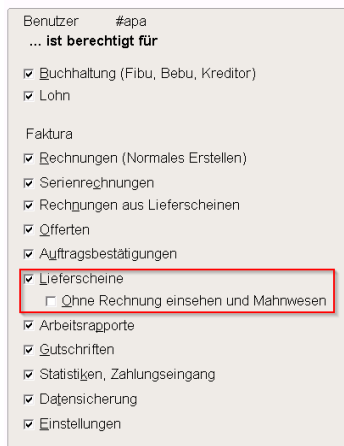 Benutzer #apa
... ist berechtigt für
Buchhaltung (Fibu, Bebu, Kreditor)
Lohn
Faktura
Rechnungen (Normales Erstellen)
Serienrechnungen
Rechnungen aus Lieferscheinen
Offerten
Auftragsbestätigungen
Lieferscheine
Ohne Rechnung einsehen und Mahnwesen
Arbeitsrapporte
Gutschriften
Statistiken, Zahlungseingang
Datensicherung
Einstellungen